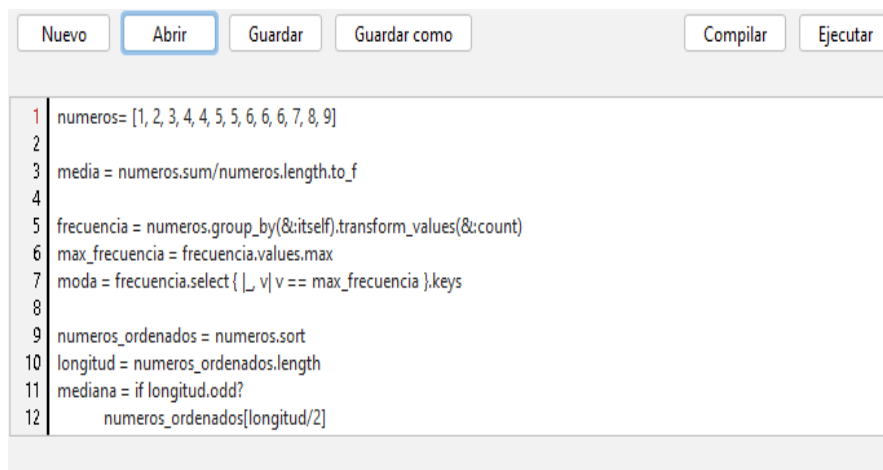 Nuevo Abrir Guardar Guardar como Compilar Ejecutar
1 numeros= [1, 2, 3, 4, 4, 5, 5, 6, 6, 6, 7, 8, 9]
2
3 media = numeros.sum/numeros.length.to_f
4
5 frecuencia = numeros.group_by(&:itself).transform_values(&:count)
6 max_frecuencia = frecuencia.values.max
7 moda = frecuencia.select { |_, v| v == max_frecuencia }.keys
8
9 numeros_ordenados = numeros.sort
10 longitud = numeros_ordenados.length
11 mediana = if longitud.odd?
12 numeros_ordenados[longitud/2]